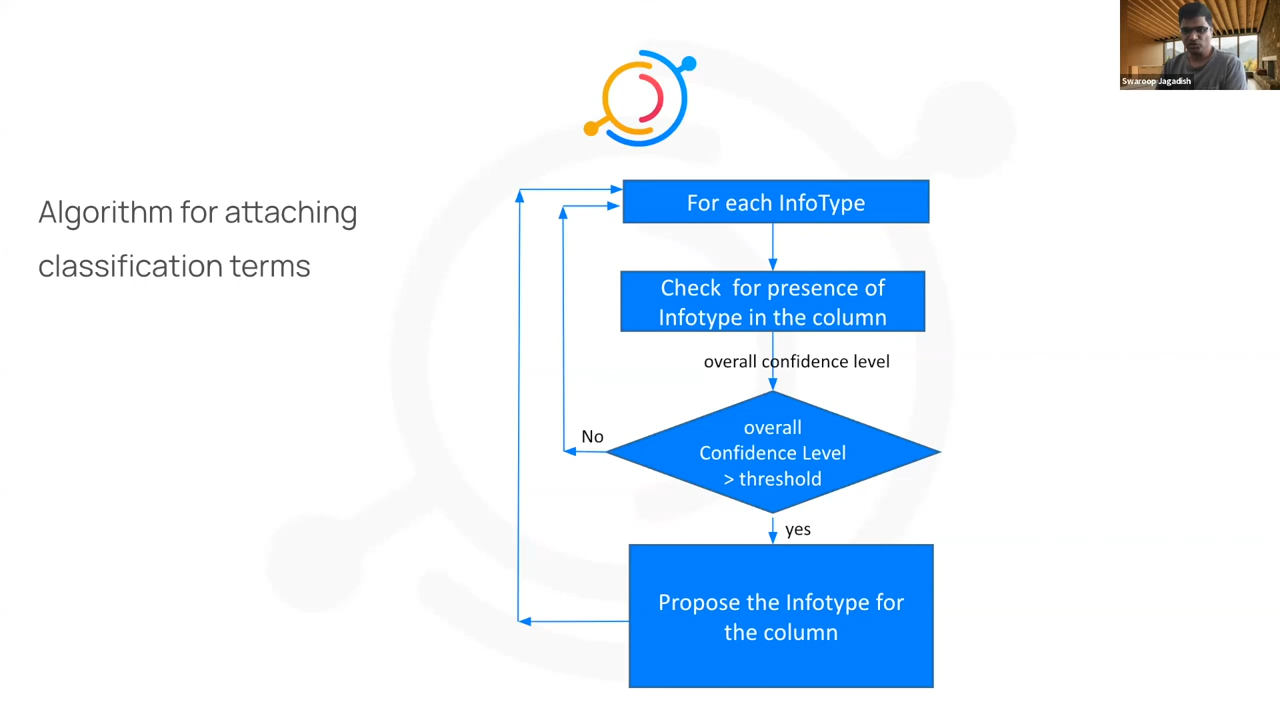 Swaroop Jagadish
Algorithm for attaching
classification terms
For each InfoType
Check for presence of
Infotype in the column
overall confidence level
overall
Confidence Level
> threshold
No
yes
Propose the Infotype for
the column